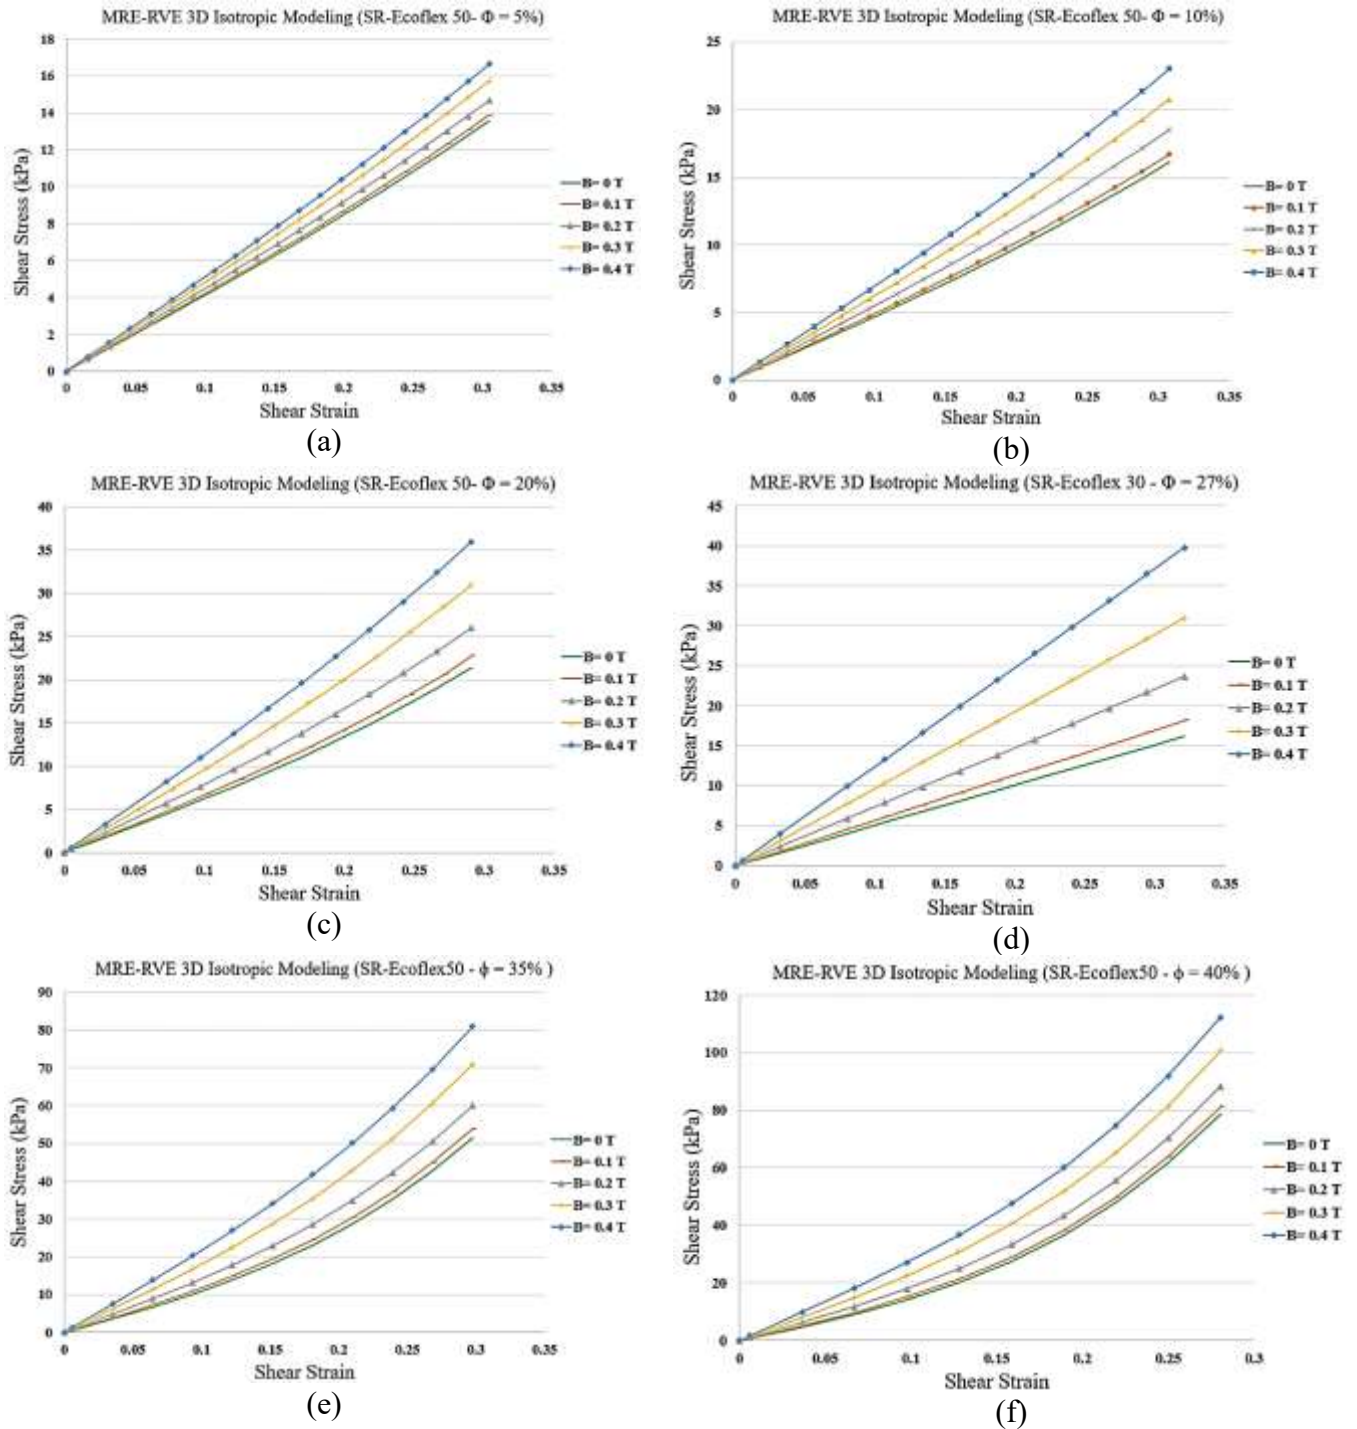 MRE-RVE 3D Isotropic Modeling (SR-Ecoflex 50- Φ = 5%)
18
16
14
12
10
8
6
4
2
0
Shear Stress (kPa)
0 0.05 0.1 0.15 0.2 0.25 0.3 0.35
Shear Strain
B= 0 T
B= 0.1 T
B= 0.2 T
B= 0.3 T
B= 0.4 T
(a)
MRE-RVE 3D Isotropic Modeling (SR-Ecoflex 50- Φ = 10%)
25
20
15
10
5
0
Shear Stress (kPa)
0 0.05 0.1 0.15 0.2 0.25 0.3 0.35
Shear Strain
B= 0 T
B= 0.1 T
B= 0.2 T
B= 0.3 T
B= 0.4 T
(b)
MRE-RVE 3D Isotropic Modeling (SR-Ecoflex 50- Φ = 20%)
40
35
30
25
20
15
10
5
0
Shear Stress (kPa)
0 0.05 0.1 0.15 0.2 0.25 0.3 0.35
Shear Strain
B= 0 T
B= 0.1 T
B= 0.2 T
B= 0.3 T
B= 0.4 T
(c)
MRE-RVE 3D Isotropic Modeling (SR-Ecoflex 30 - Φ = 27%)
45
40
35
30
25
20
15
10
5
0
Shear Stress (kPa)
0 0.05 0.1 0.15 0.2 0.25 0.3 0.35
Shear Strain
B= 0 T
B= 0.1 T
B= 0.2 T
B= 0.3 T
B= 0.4 T
(d)
MRE-RVE 3D Isotropic Modeling (SR-Ecoflex50 - ϕ = 35% )
90
80
70
60
50
40
30
20
10
0
Shear Stress (kPa)
0 0.05 0.1 0.15 0.2 0.25 0.3 0.35
Shear Strain
B= 0 T
B= 0.1 T
B= 0.2 T
B= 0.3 T
B= 0.4 T
(e)
MRE-RVE 3D Isotropic Modeling (SR-Ecoflex50 - ϕ = 40% )
120
100
80
60
40
20
0
Shear Stress (kPa)
0 0.05 0.1 0.15 0.2 0.25 0.3
Shear Strain
B= 0 T
B= 0.1 T
B= 0.2 T
B= 0.3 T
B= 0.4 T
(f)